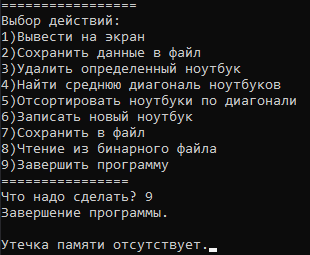 =================
Выбор действий:
1)Вывести на экран
2)Сохранить данные в файл
3)Удалить определенный ноутбук
4)Найти среднюю диагональ ноутбуков
5)Отсортировать ноутбуки по диагонали
6)Записать новый ноутбук
7)Сохранить в файл
8)Чтение из бинарного файла
9)Завершить программу
================
Что надо сделать? 9
Завершение программы.
Утечка памяти отсутствует.